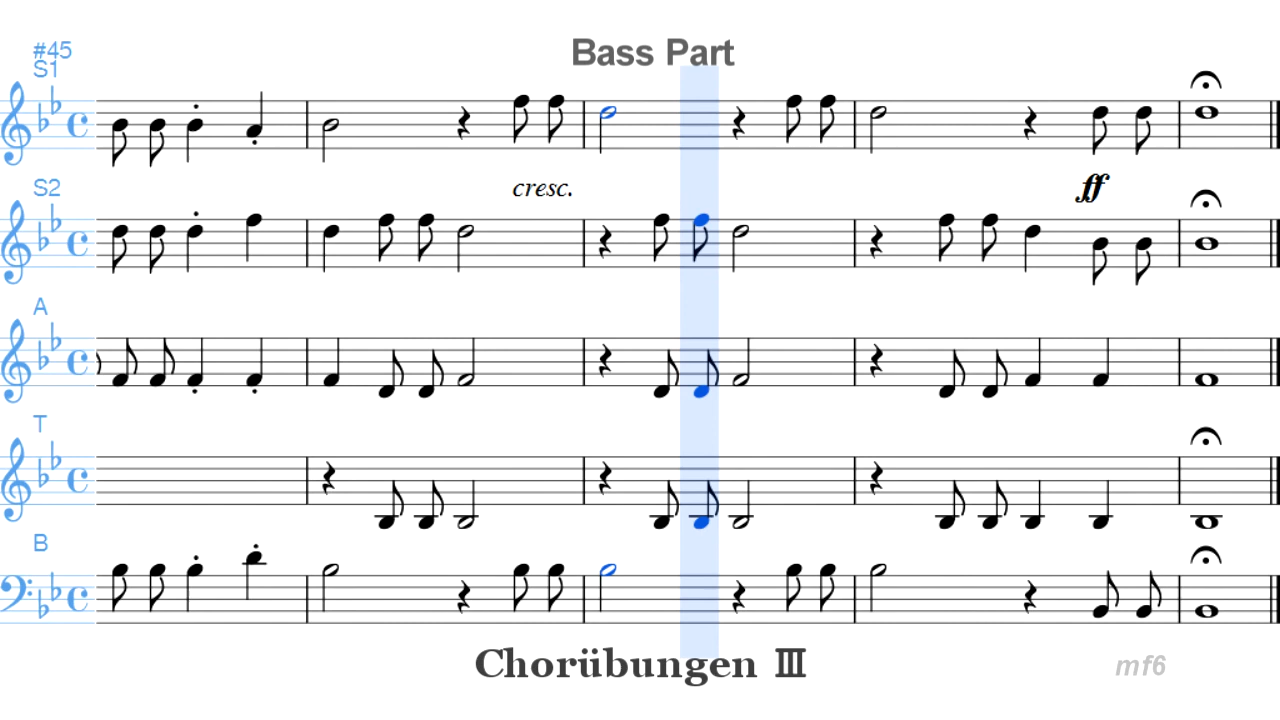 Bass Part
#45
S1
cresc.
S2
ff
A
T
B
Chorübungen Ⅲ
mf6